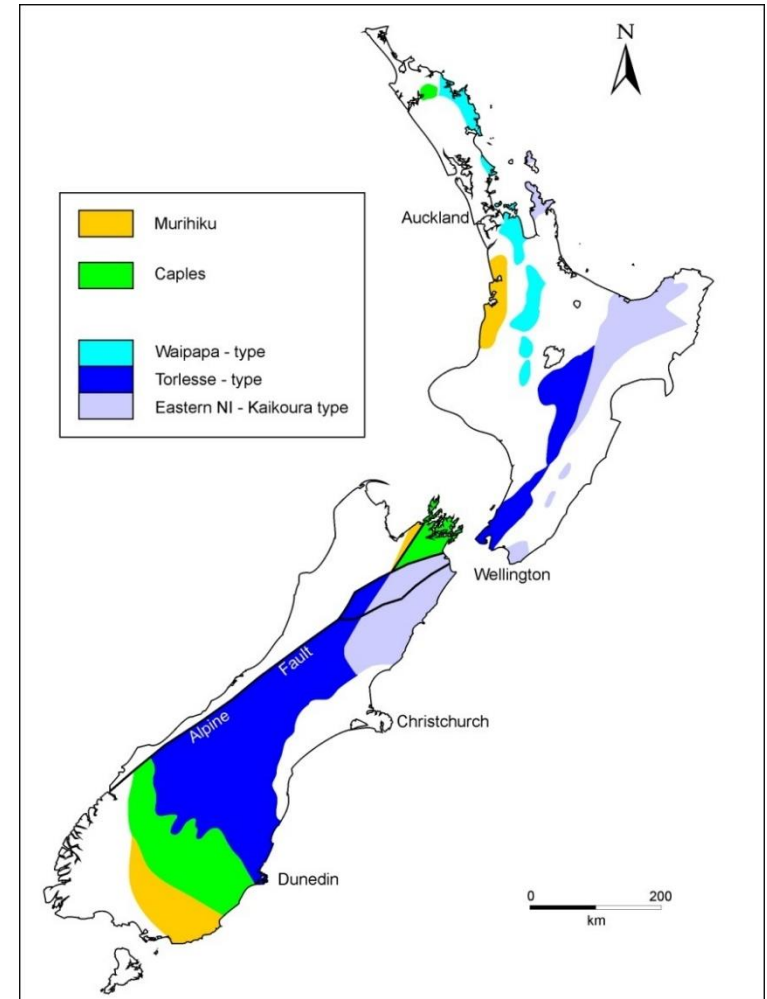 N
Auckland
Murihiku
Caples
Waipapa - type
Torlesse - type
Eastern NI - Kaikoura type
Wellington
Alpine Fault
Christchurch
Dunedin
0 200
km